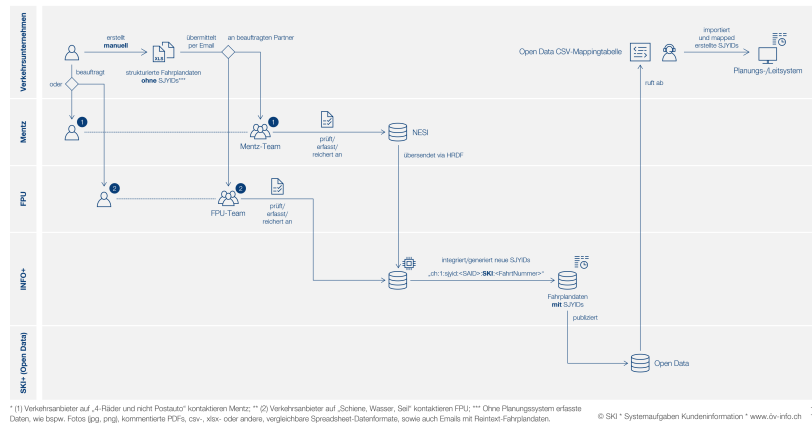 Verkehrsunternehmen
erstellt
manuell
XLS
übermittelt
per Email
an beauftragten Partner
strukturierte Fahrplandaten
ohne SJYIDs***
oder
beauftragt
Open Data CSV-Mappingtabelle
importiert
und mapped
erstellte SJYIDs
Planungs-/Leitsystem
ruft ab
Mentz
1
1
Mentz-Team
prüft/
erfasst/
reichert an
NESI
übersendet via HRDF
FPU
2
2
FPU-Team
prüft/
erfasst/
reichert an
INFO+
integriert/generiert neue SJYIDs
„ch:1:sjyid:<SAID>:SKI:<FahrtNummer>“
Fahrplandaten
mit SJYIDs
publiziert
SKI+ (Open Data)
Open Data
* (1) Verkehrsanbieter auf „4-Räder und nicht Postauto“ kontaktieren Mentz; ** (2) Verkehrsanbieter auf „Schiene, Wasser, Seil“ kontaktieren FPU; *** Ohne Planungssystem erfasste
Daten, wie bspw. Fotos (jpg, png), kommentierte PDFs, csv-, xlsx- oder andere, vergleichbare Spreadsheet-Datenformate, sowie auch Emails mit Reintext-Fahrplandaten.
© SKI * Systemaufgaben Kundeninformation * www.öv-info.ch